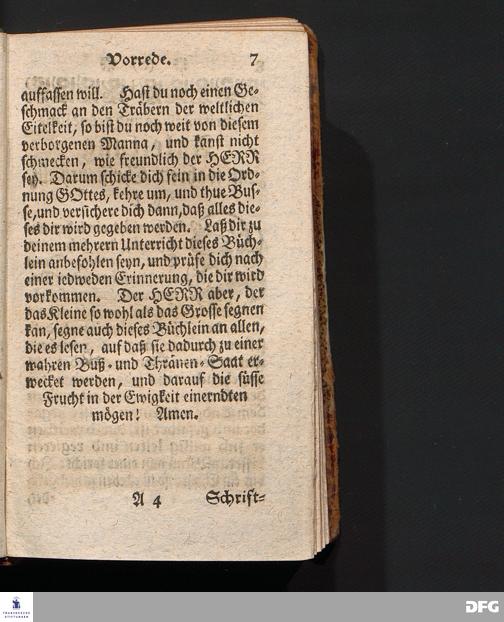 Vorrede. 7
auffassen will. Hast du noch einen Ge-
schmack an den Träbern der weltlichen
Eitelkeit, so bist du noch weit von diesem
verborgenen Manna, und kanst nicht
schmecken, wie freundlich der HERR
sey. Darum schicke dich fein in die Ord-
nung GOttes, kehre um, und thue Bus-
se, und versichere dich dann, daß alles die-
ses dir wird gegeben werden. Laß dir zu
deinem mehrern Unterricht dieses Büch-
lein anbefohlen seyn, und prüfe dich nach
einer iedweden Erinnerung, die dir wird
vorkommen. Der HERR aber, der
das Kleine so wohl als das Grosse segnen
kan, segne auch dieses Büchlein an allen,
die es lesen, auf daß sie dadurch zu einer
wahren Buß- und Thränen-Saat er-
wecket werden, und darauf die süsse
Frucht in der Ewigkeit einerndten
mögen! Amen.
A 4 Schrift-
FRANCKESCHE
STIFTUNGEN
DFG